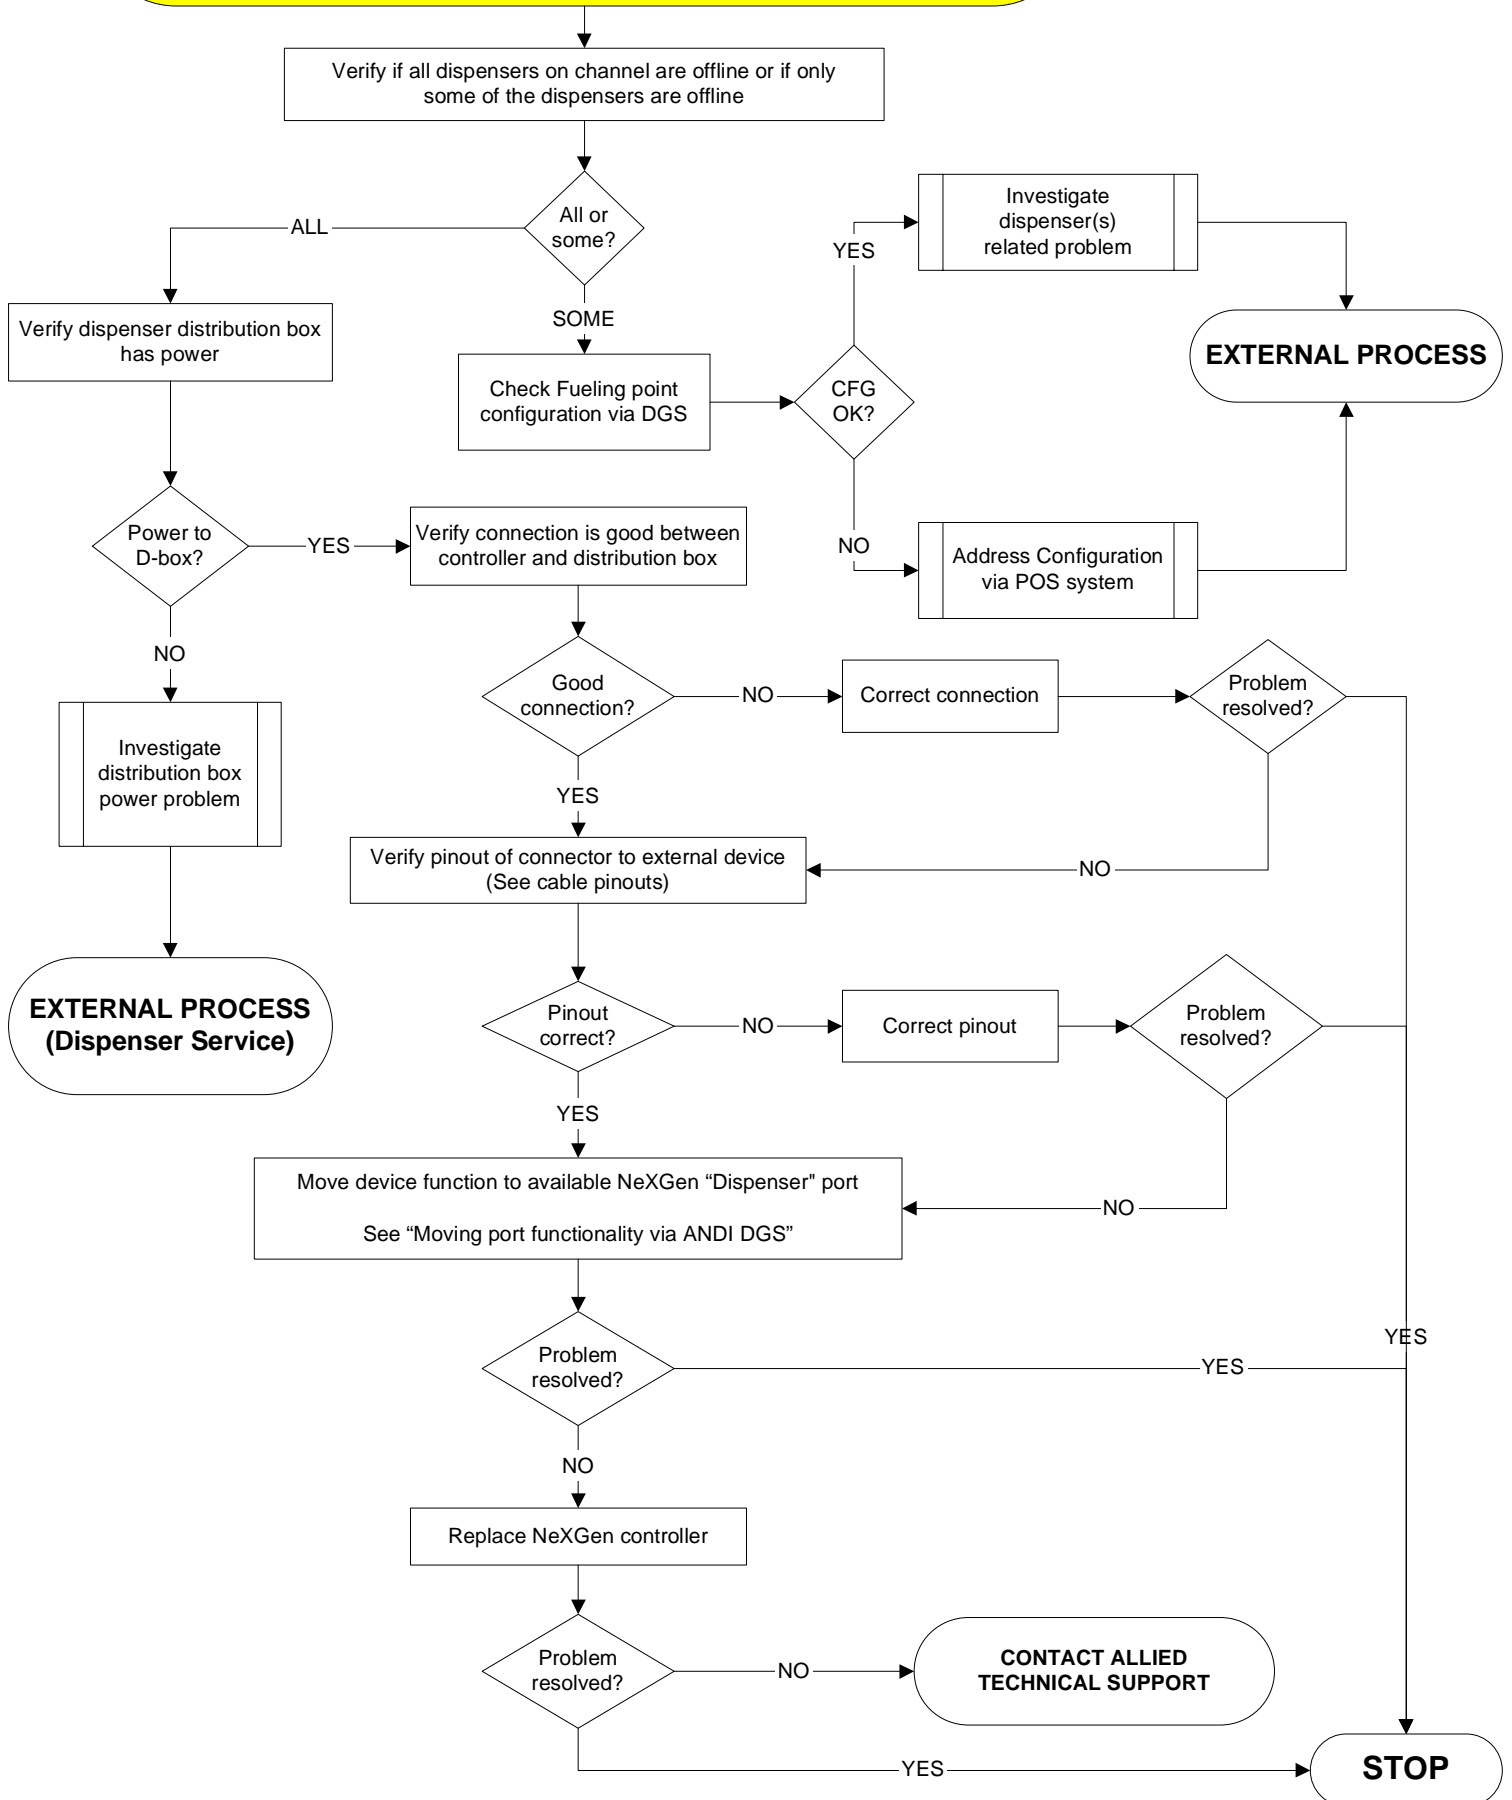 Verify if all dispensers on channel are offline or if only
some of the dispensers are offline
All or
some?
ALL
SOME
Investigate
dispenser(s)
related problem
YES
Verify dispenser distribution box
has power
EXTERNAL PROCESS
Check Fueling point
configuration via DGS
CFG
OK?
Power to
D-box?
YES
Verify connection is good between
controller and distribution box
NO
Address Configuration
via POS system
NO
Good
connection?
NO
Correct connection
Problem
resolved?
Investigate
distribution box
power problem
YES
Verify pinout of connector to external device
(See cable pinouts)
NO
EXTERNAL PROCESS
(Dispenser Service)
Pinout
correct?
NO
Correct pinout
Problem
resolved?
YES
Move device function to available NeXGen “Dispenser" port
See “Moving port functionality via ANDI DGS”
NO
YES
Problem
resolved?
YES
NO
Replace NeXGen controller
Problem
resolved?
NO
CONTACT ALLIED
TECHNICAL SUPPORT
YES
STOP